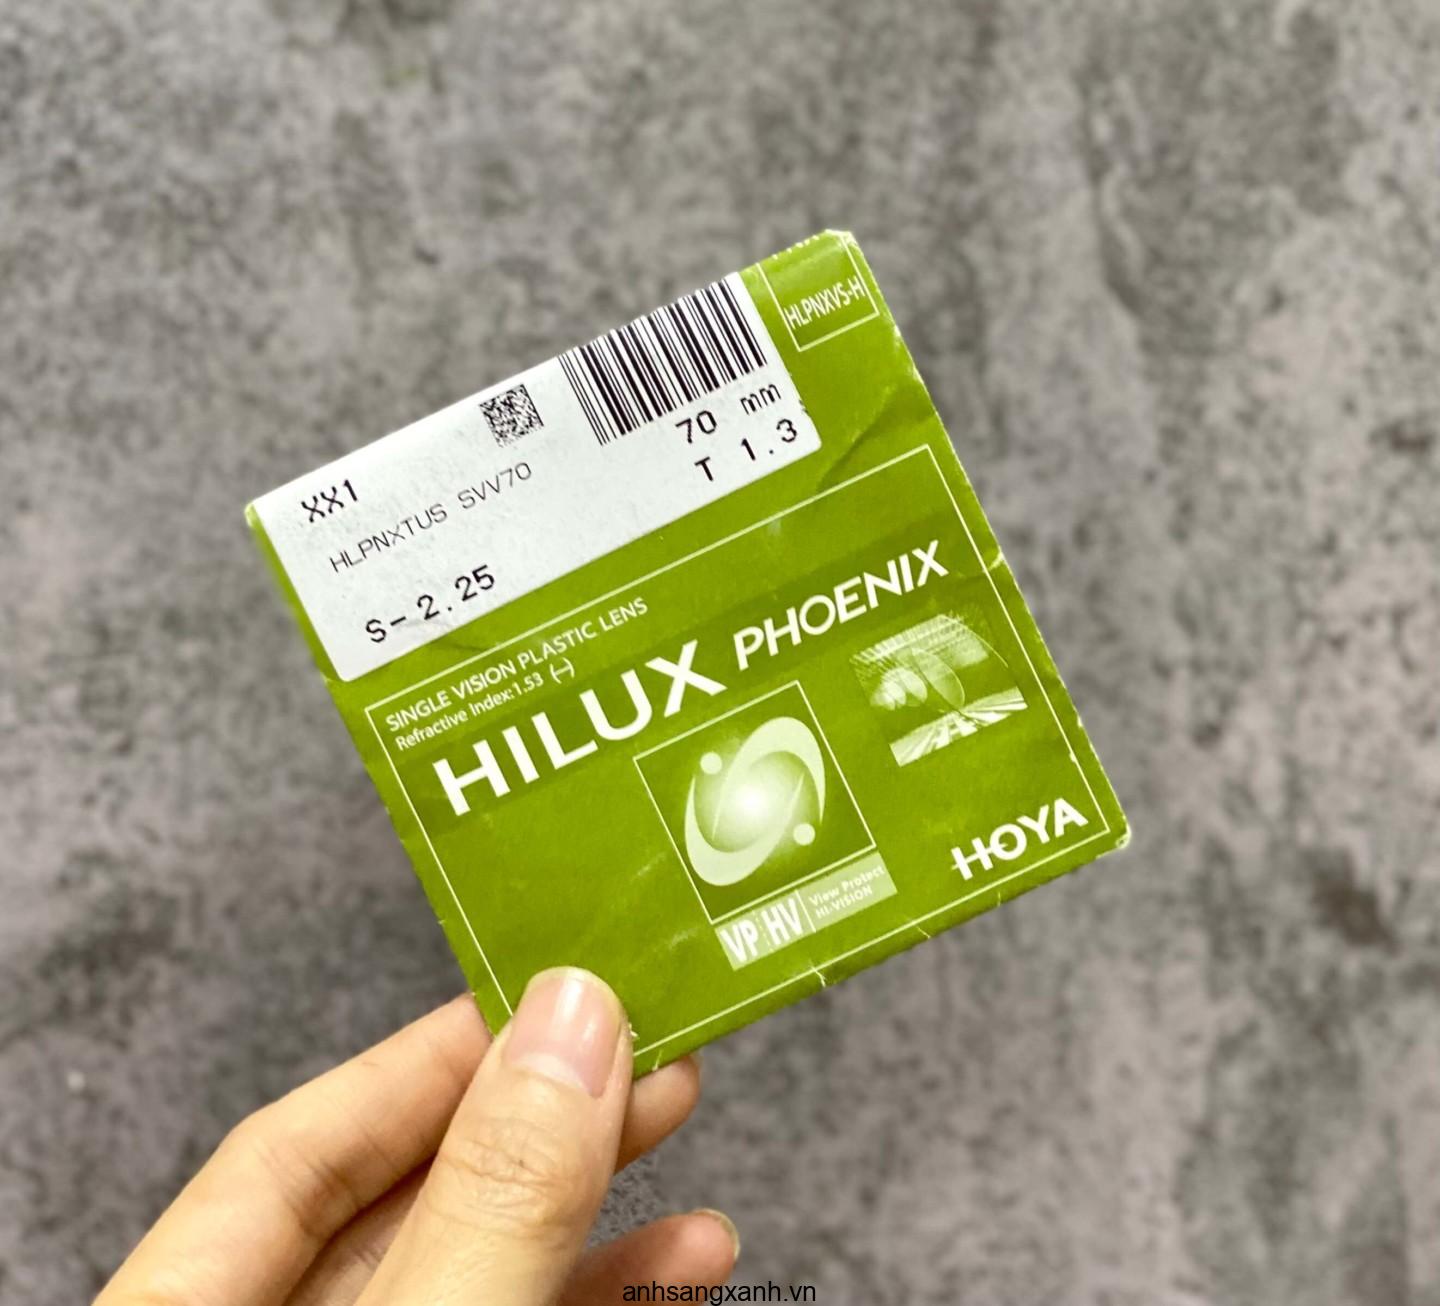 HLPNXVS-H
70 mm
T 1.3
XX1
HLPNXTUS SVV70
S-2.25
SINGLE VISION PLASTIC LENS
Refractive Index:1.53 (-)
HILUX PHOENIX
VP HV View Protect
HI-VISION
HOYA
anhsangxanh.vn